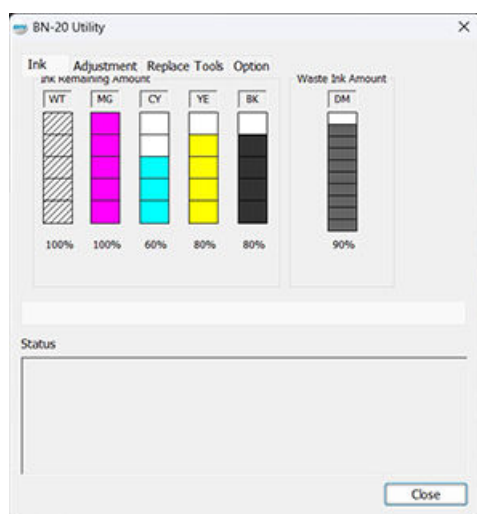 BN-20 Utility
Ink Adjustment Replace Tools Option
Ink Remaining Amount
Waste Ink Amount
WT MG CY YE BK DM
100% 100% 60% 80% 80% 90%
Status
Close